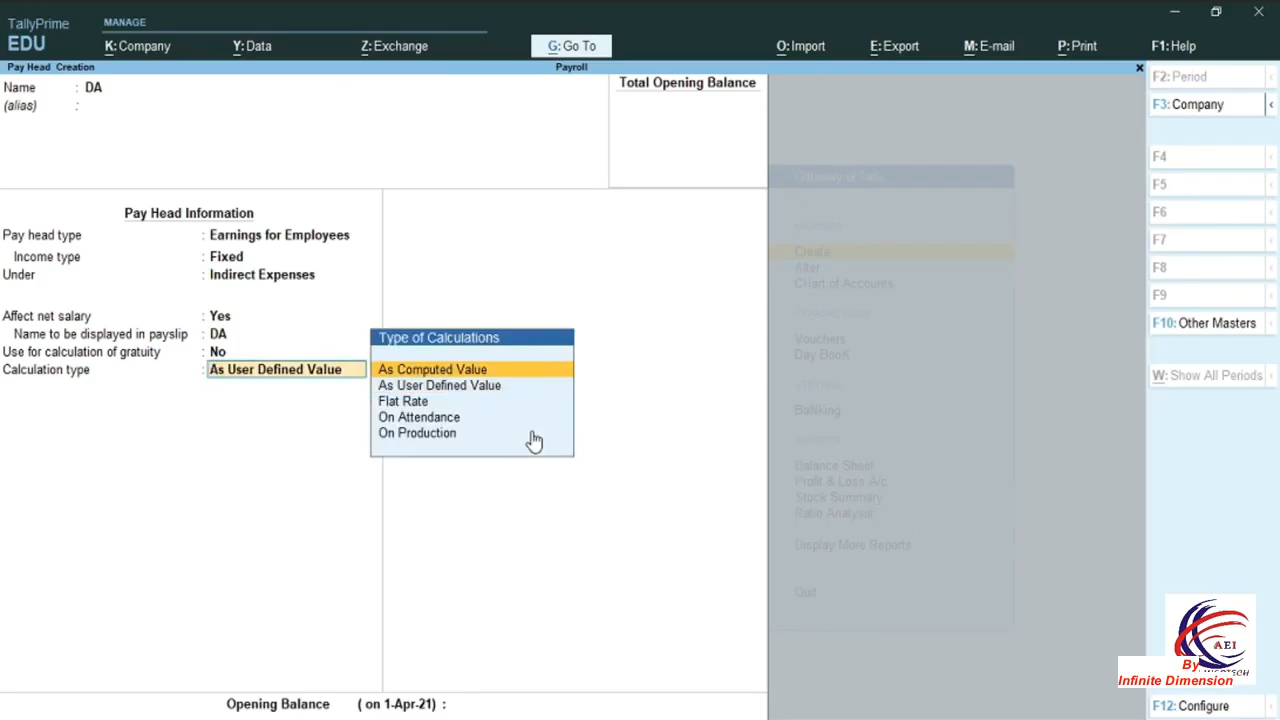 TallyPrime
EDU
MANAGE
K: Company
Y: Data
Z: Exchange
G: Go To
O: Import
E: Export
M: E-mail
P: Print
F1: Help
Pay Head Creation
Payroll
Name : DA
(alias) :
Total Opening Balance
Pay Head Information
Pay head type : Earnings for Employees
Income type : Fixed
Under : Indirect Expenses
Affect net salary : Yes
Name to be displayed in payslip : DA
Use for calculation of gratuity : No
Calculation type : As User Defined Value
Type of Calculations
As Computed Value
As User Defined Value
Flat Rate
On Attendance
On Production
Opening Balance ( on 1-Apr-21) :
Gateway of Tally
Create
Alter
CHart of Accounts
Vouchers
Day BooK
BaNking
Balance Sheet
Profit & Loss A/c
Stock Summary
Ratio Analysis
Display More Reports
Quit
F2: Period
F3: Company
F4
F5
F6
F7
F8
F9
F10: Other Masters
W: Show All Periods
AEI
By
Infinite Dimension
F12: Configure